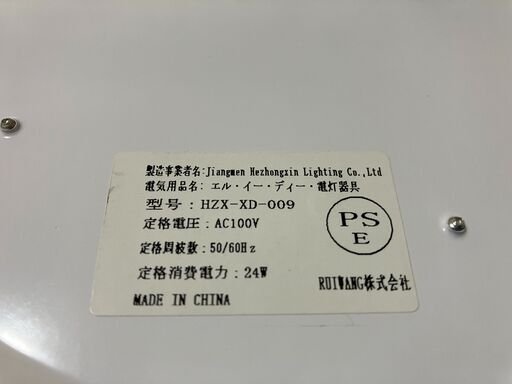 製造事業者名:Jiangmen Hezhongxin Lighting Co.,Ltd
電気用品名: エル・イー・ディー・電灯器具
型号: HZX-XD-009
定格電圧: AC100V
定格周波数: 50/60Hz
定格消費電力: 24W
MADE IN CHINA
PS
E
RUIWANG株式会社